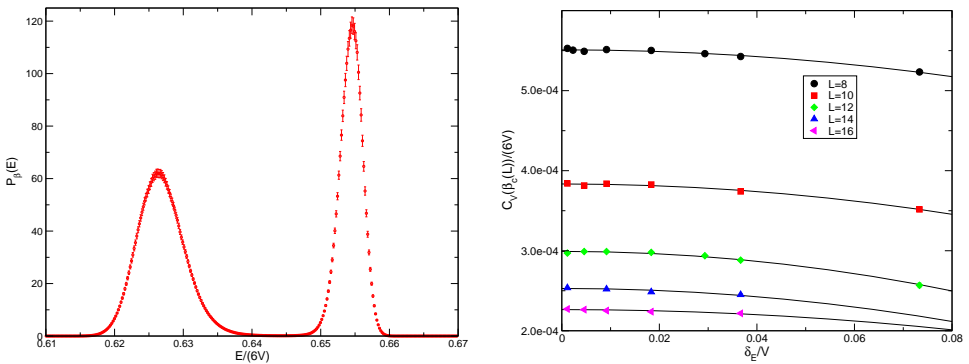 120
100
80
60
40
20
0
P_β(E)
0.61 0.62 0.63 0.64 0.65 0.66 0.67
E/(6V)
5.0e-04
4.0e-04
3.0e-04
2.0e-04
C_V(β_c(L))/(6V)
L=8
L=10
L=12
L=14
L=16
0 0.02 0.04 0.06 0.08
δ_E/V